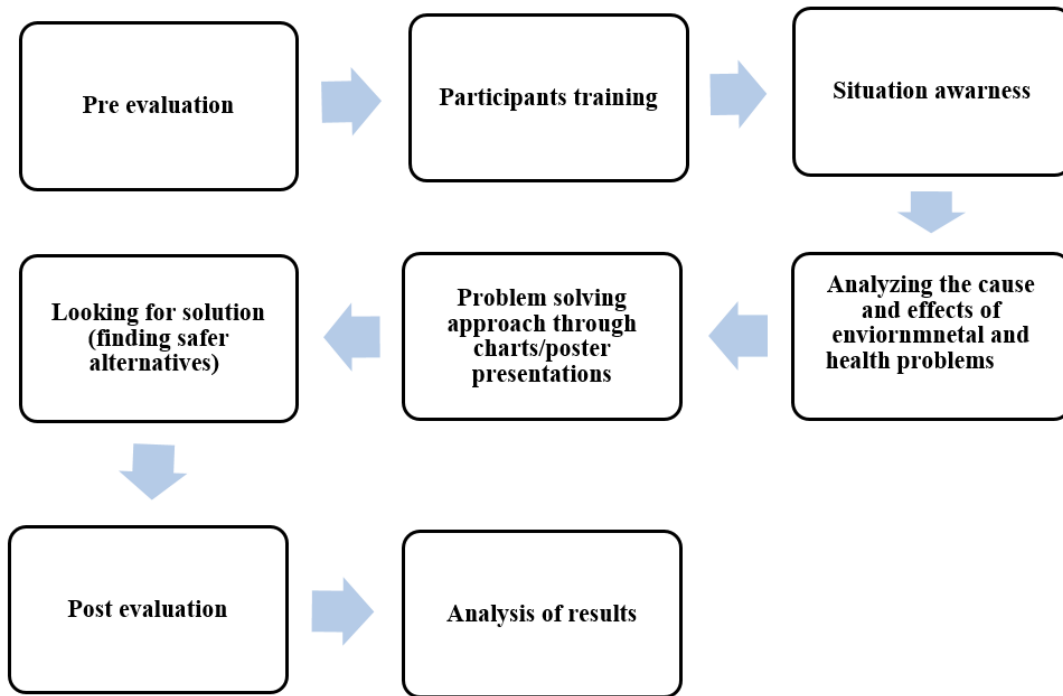 Pre evaluation
Participants training
Situation awarness
Analyzing the cause
and effects of
enviornmnetal and
health problems
Problem solving
approach through
charts/poster
presentations
Looking for solution
(finding safer
alternatives)
Post evaluation
Analysis of results